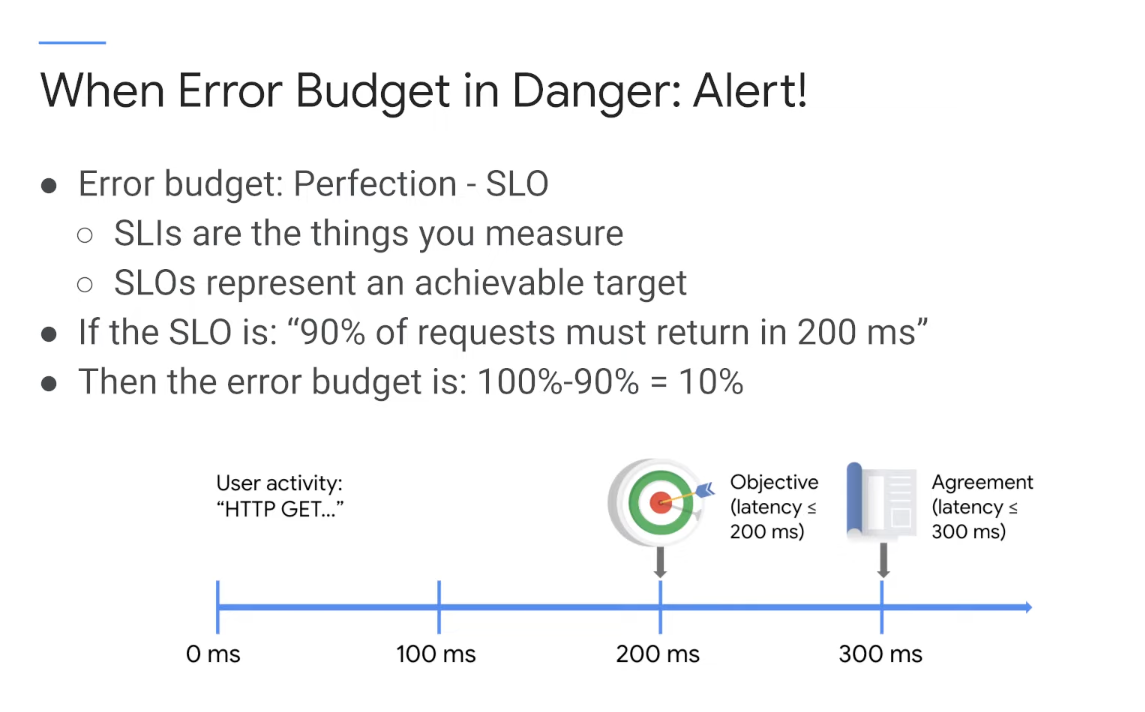 When Error Budget in Danger: Alert!
● Error budget: Perfection - SLO
○ SLIs are the things you measure
○ SLOs represent an achievable target
● If the SLO is: “90% of requests must return in 200 ms”
● Then the error budget is: 100%-90% = 10%
User activity:
“HTTP GET...”
Objective
(latency ≤
200 ms)
Agreement
(latency ≤
300 ms)
0 ms
100 ms
200 ms
300 ms